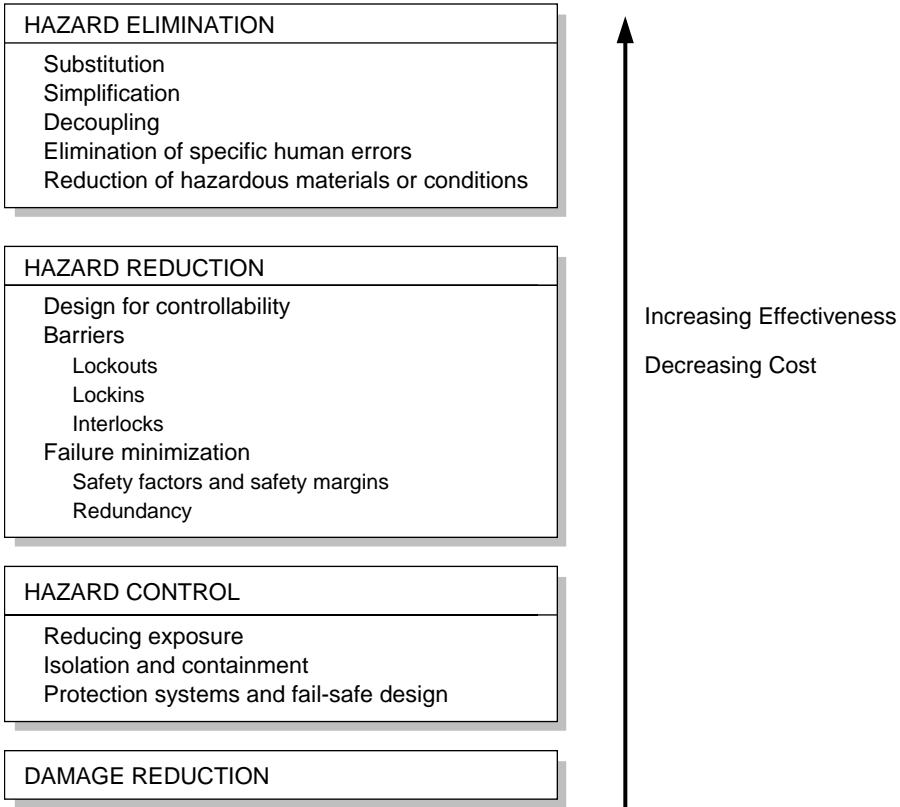 HAZARD ELIMINATION
Substitution
Simplification
Decoupling
Elimination of specific human errors
Reduction of hazardous materials or conditions
HAZARD REDUCTION
Design for controllability
Barriers
Lockouts
Lockins
Interlocks
Failure minimization
Safety factors and safety margins
Redundancy
HAZARD CONTROL
Reducing exposure
Isolation and containment
Protection systems and fail-safe design
DAMAGE REDUCTION
Increasing Effectiveness
Decreasing Cost